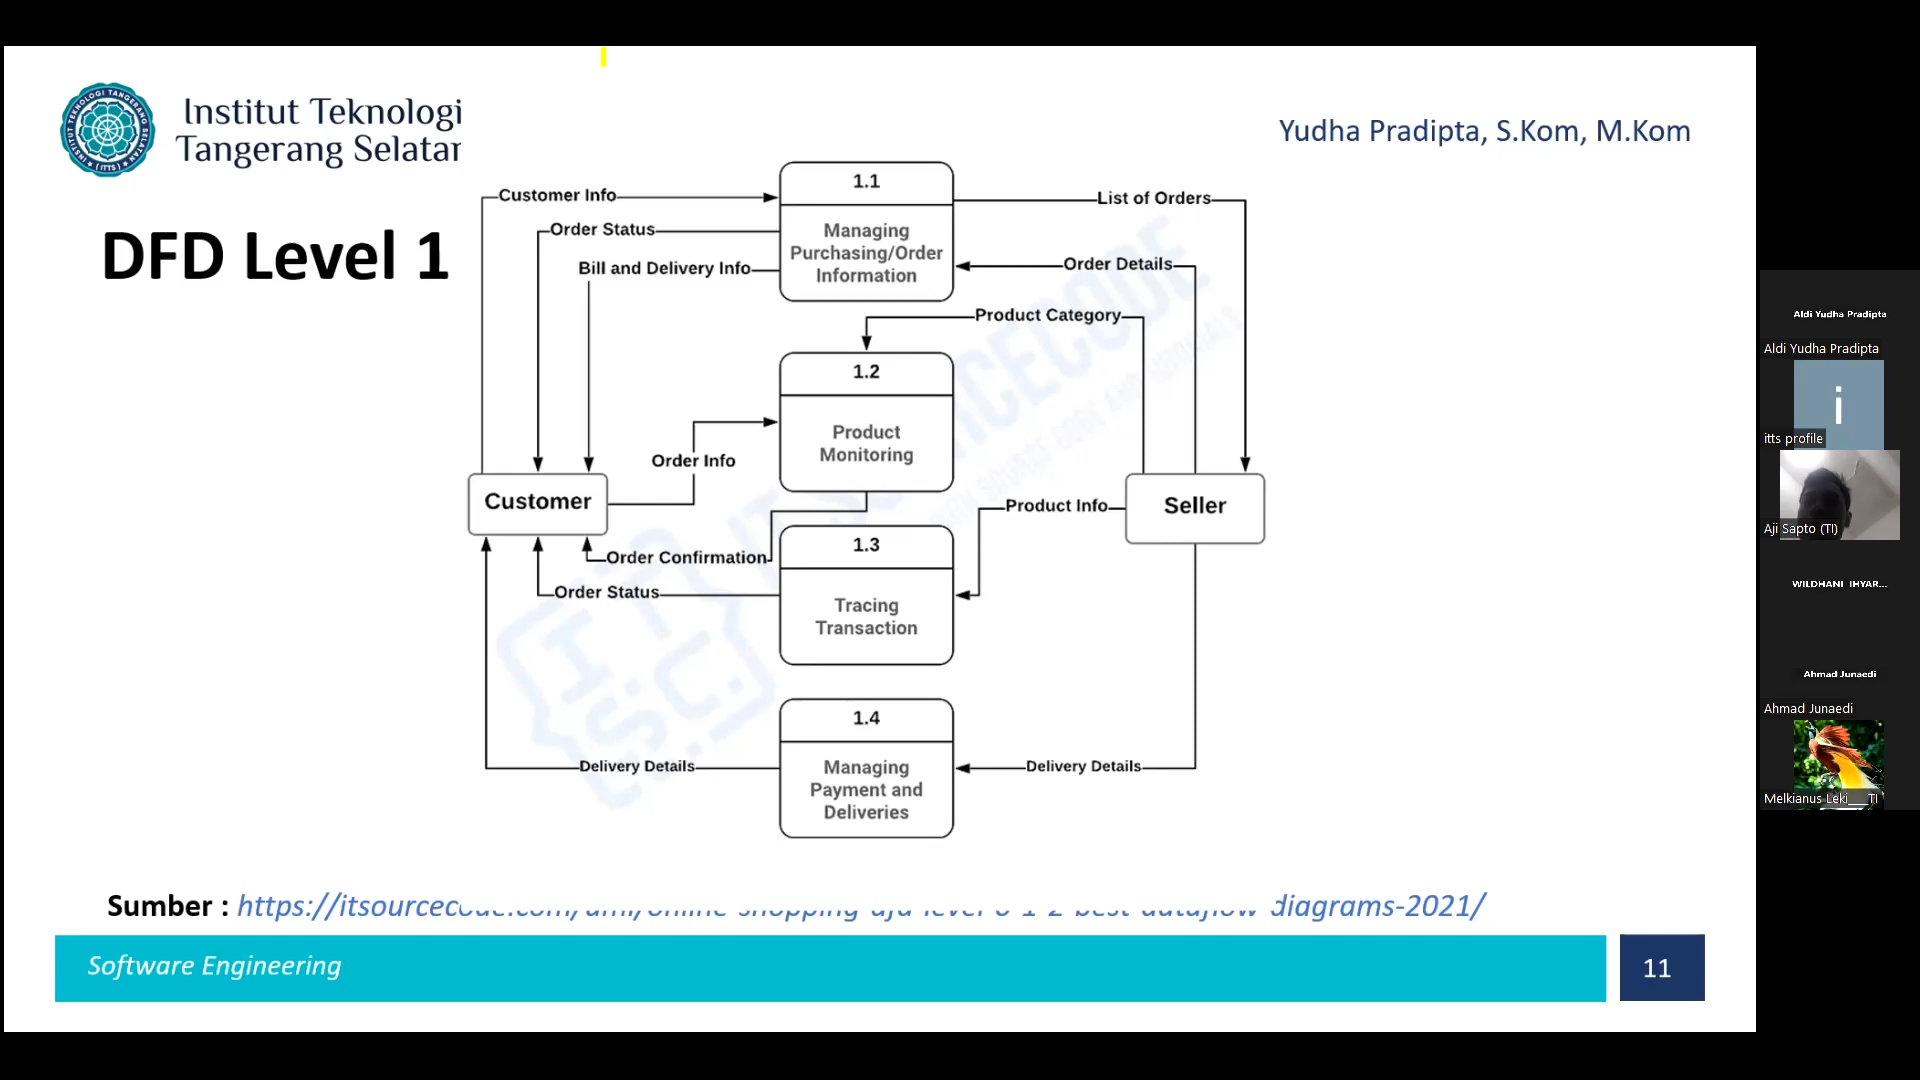 Institut Teknologi
Tangerang Selatan
Yudha Pradipta, S.Kom, M.Kom
DFD Level 1
Customer Info
Order Status
Bill and Delivery Info
1.1
Managing
Purchasing/Order
Information
List of Orders
Order Details
Product Category
1.2
Product
Monitoring
Order Info
Customer
Seller
Product Info
Order Confirmation
Order Status
1.3
Tracing
Transaction
1.4
Managing
Payment and
Deliveries
Delivery Details
Delivery Details
Sumber : https://itsourcecode.com/uml/online-shopping-dfd-level-0-1-2-best-dataflow-diagrams-2021/
Software Engineering
11
Aldi Yudha Pradipta
Aldi Yudha Pradipta
i
itts profile
Aji Sapto (TI)
WILDHANI IHYAR...
Ahmad Junaedi
Ahmad Junaedi
Melkianus Leki___TI
INSTITUT TEKNOLOGI TANGERANG SELATAN
(ITTS)